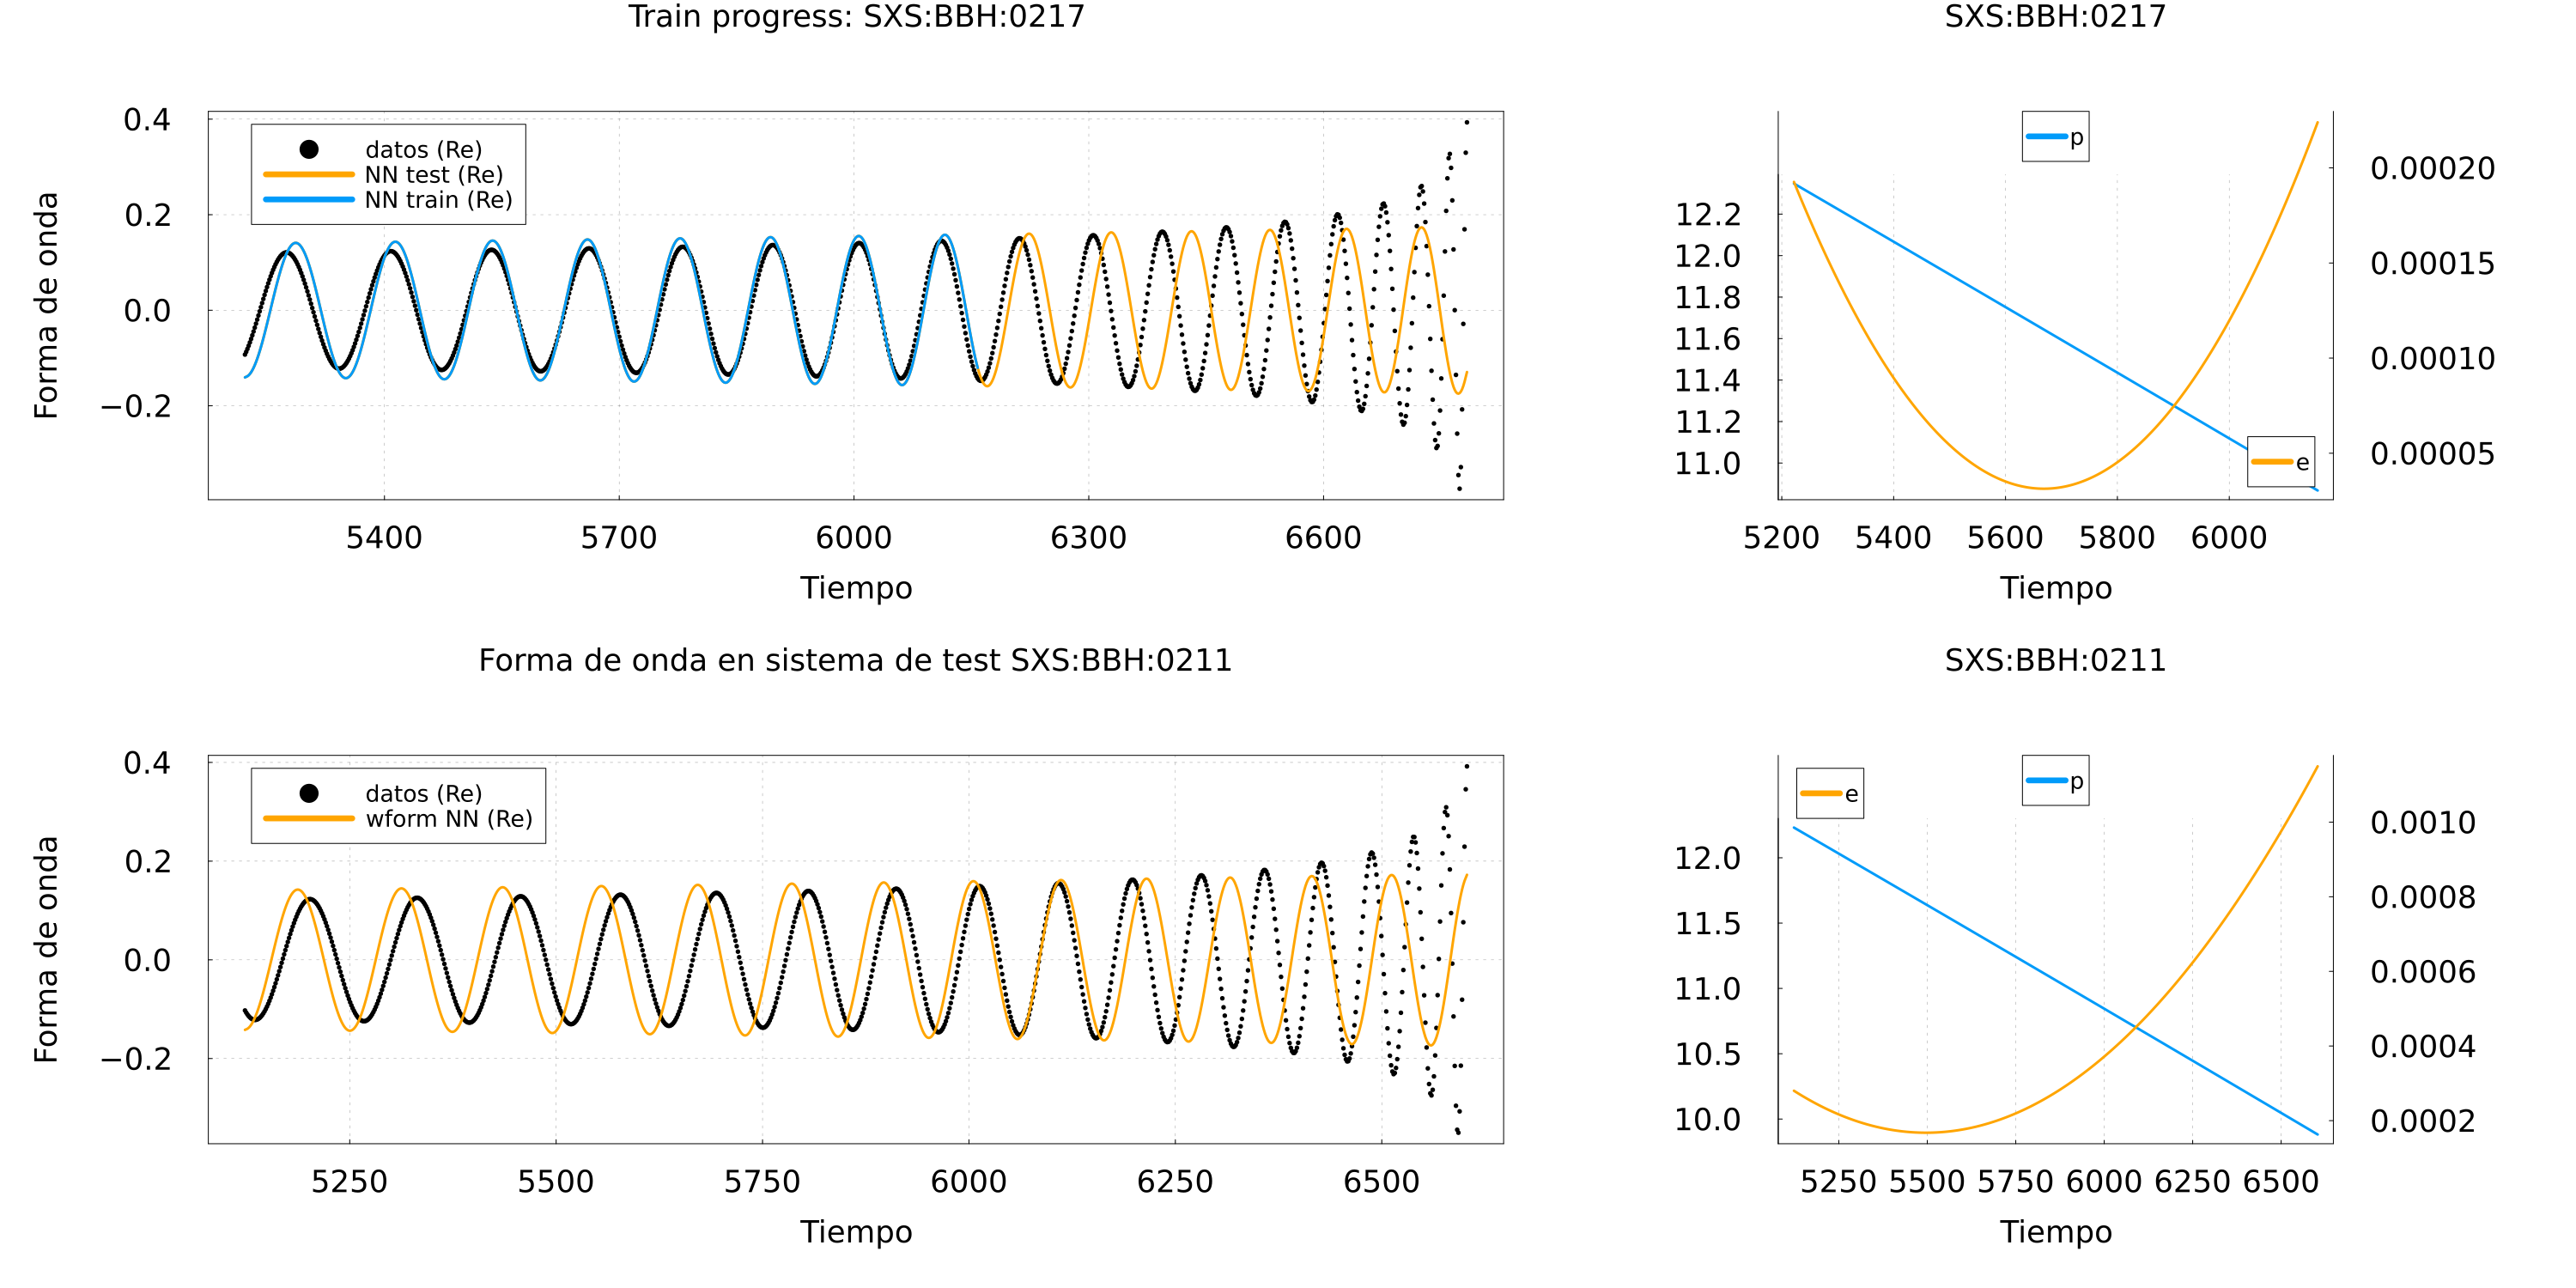 Train progress: SXS:BBH:0217
Forma de onda
0.4
0.2
0.0
−0.2
datos (Re)
NN test (Re)
NN train (Re)
5400 5700 6000 6300 6600
Tiempo
SXS:BBH:0217
12.2
12.0
11.8
11.6
11.4
11.2
11.0
p
e
0.00020
0.00015
0.00010
0.00005
5200 5400 5600 5800 6000
Tiempo
Forma de onda en sistema de test SXS:BBH:0211
Forma de onda
0.4
0.2
0.0
−0.2
datos (Re)
wform NN (Re)
5250 5500 5750 6000 6250 6500
Tiempo
SXS:BBH:0211
12.0
11.5
11.0
10.5
10.0
e
p
0.0010
0.0008
0.0006
0.0004
0.0002
5250 5500 5750 6000 6250 6500
Tiempo